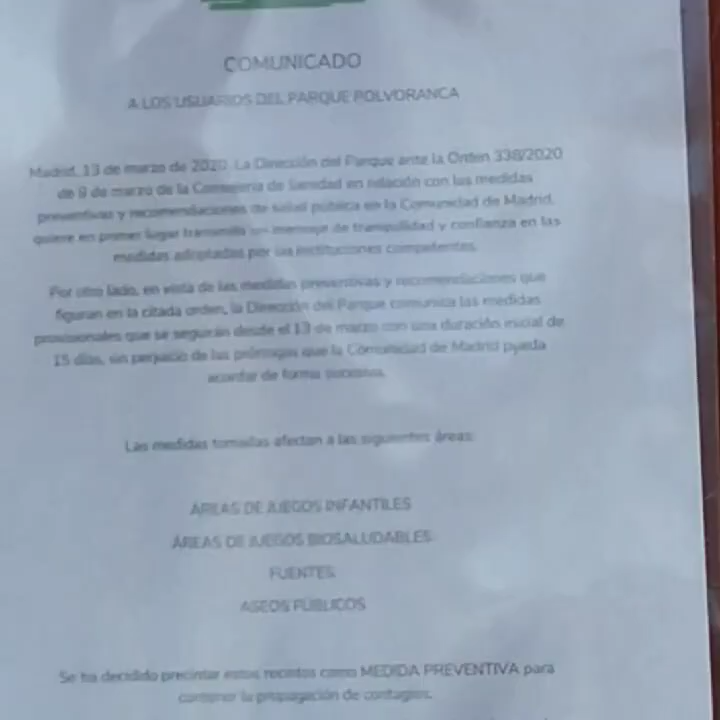 COMUNICADO
A LOS USUARIOS DEL PARQUE POLVORANCA
Madrid, 13 de marzo de 2020. La Dirección del Parque ante la Orden 338/2020
de 9 de marzo de la Consejería de Sanidad en relación con las medidas
preventivas y recomendaciones de salud pública en la Comunidad de Madrid,
quiere en primer lugar transmitir un mensaje de tranquilidad y confianza en las
medidas adoptadas por las instituciones competentes.
Por otro lado, en vista de las medidas preventivas y recomendaciones que
figuran en la citada orden, la Dirección del Parque comunica las medidas
provisionales que se seguirán desde el 13 de marzo con una duración inicial de
15 días, sin perjuicio de las prórrogas que la Comunidad de Madrid pueda
acordar de forma sucesiva.
Las medidas tomadas afectan a las siguientes áreas:
ÁREAS DE JUEGOS INFANTILES
ÁREAS DE JUEGOS BIOSALUDABLES
FUENTES
ASEOS PÚBLICOS
Se ha decidido precintar estos recintos como MEDIDA PREVENTIVA para
contener la propagación de contagios.